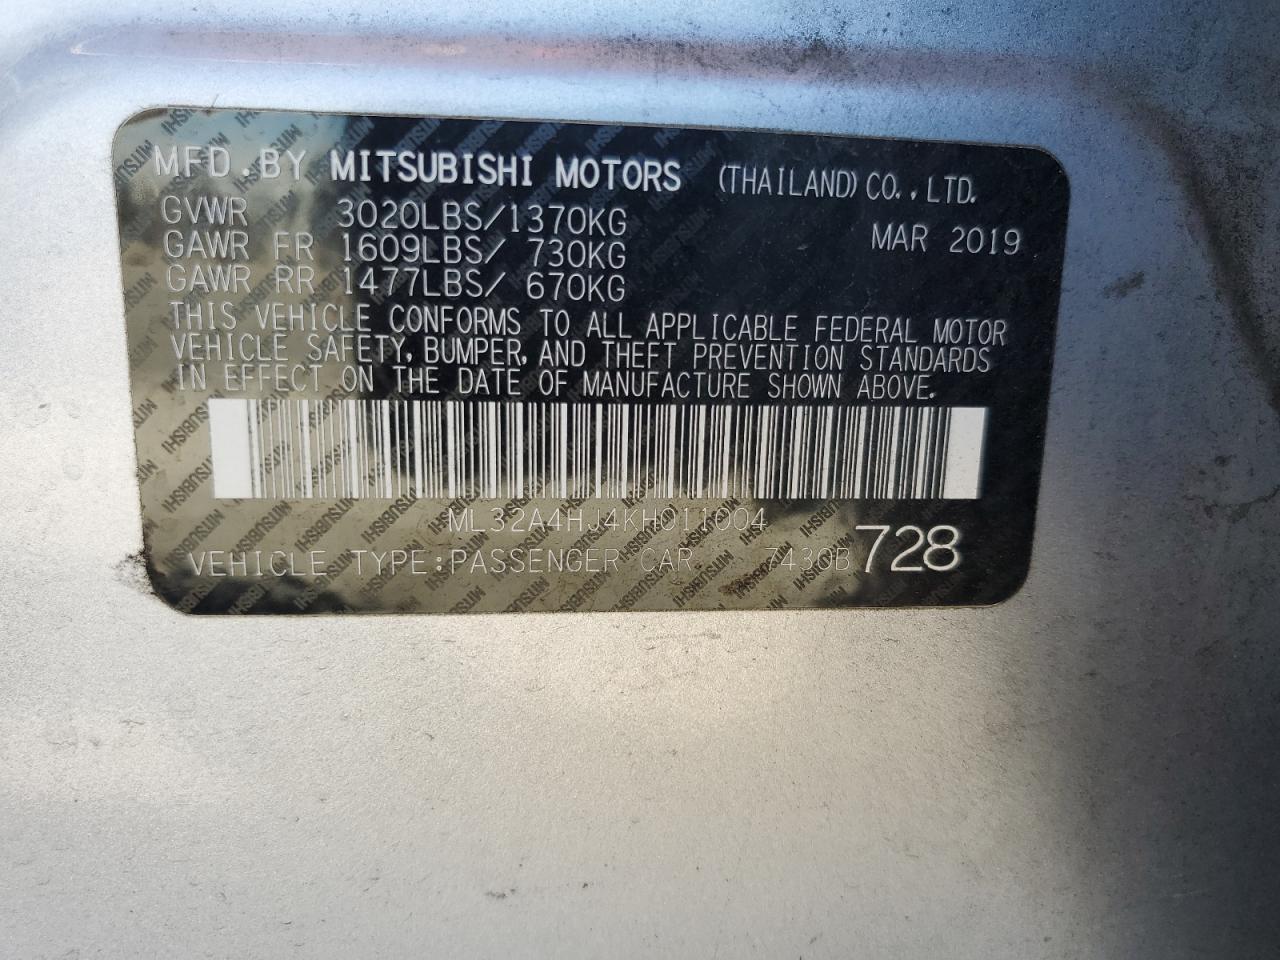 MFD.BY MITSUBISHI MOTORS (THAILAND)CO.,LTD.
GVWR 3020LBS/1370KG MAR 2019
GAWR FR 1609LBS/ 730KG
GAWR RR 1477LBS/ 670KG
THIS VEHICLE CONFORMS TO ALL APPLICABLE FEDERAL MOTOR
VEHICLE SAFETY, BUMPER, AND THEFT PREVENTION STANDARDS
IN EFFECT ON THE DATE OF MANUFACTURE SHOWN ABOVE.
ML32A4HJ4KH011004
VEHICLE TYPE:PASSENGER CAR 7430B 728